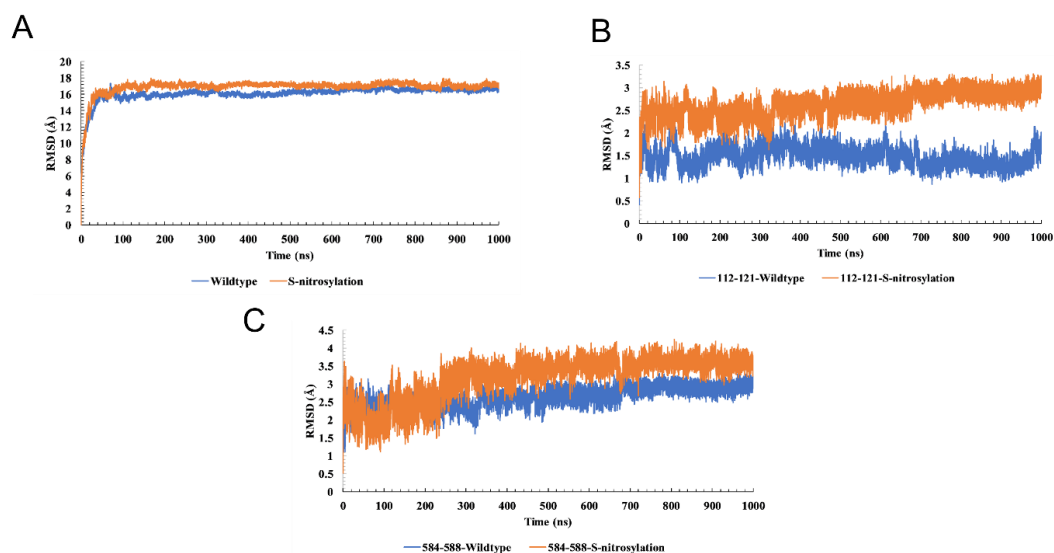 A
20
18
16
14
12
10
8
6
4
2
0
RMSD (Å)
0 100 200 300 400 500 600 700 800 900 1000
Time (ns)
Wildtype S-nitrosylation
B
3.5
3
2.5
2
1.5
1
0.5
0
RMSD (Å)
0 100 200 300 400 500 600 700 800 900 1000
Time (ns)
112-121-Wildtype 112-121-S-nitrosylation
C
4.5
4
3.5
3
2.5
2
1.5
1
0.5
0
RMSD (Å)
0 100 200 300 400 500 600 700 800 900 1000
Time (ns)
584-588-Wildtype 584-588-S-nitrosylation